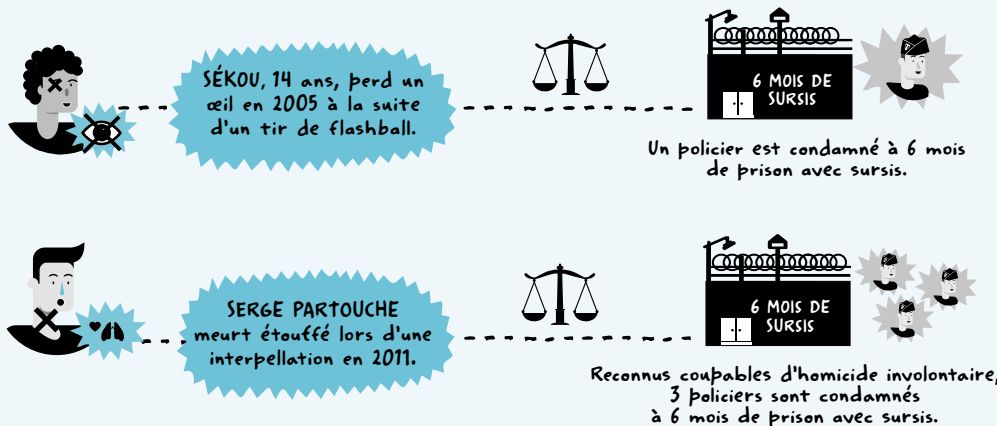 SÉKOU, 14 ans, perd un
œil en 2005 à la suite
d'un tir de flashball.
6 MOIS DE
SURSIS
Un policier est condamné à 6 mois
de prison avec sursis.
SERGE PARTOUCHE
meurt étouffé lors d'une
interpellation en 2011.
6 MOIS DE
SURSIS
Reconnus coupables d'homicide involontaire,
3 policiers sont condamnés
à 6 mois de prison avec sursis.